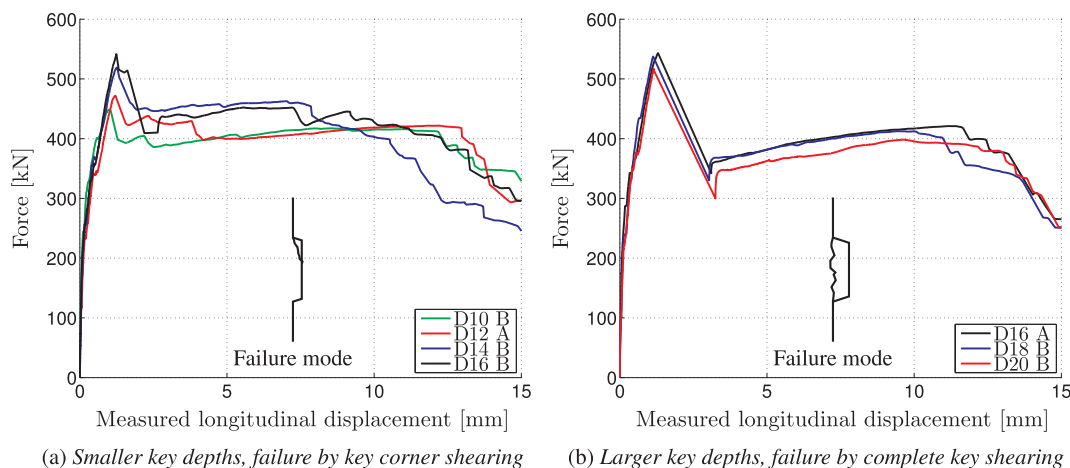 600
500
400
300
200
100
0
0
5
10
15
Force [kN]
Measured longitudinal displacement [mm]
Failure mode
D10 B
D12 A
D14 B
D16 B
(a) Smaller key depths, failure by key corner shearing
600
500
400
300
200
100
0
0
5
10
15
Force [kN]
Measured longitudinal displacement [mm]
Failure mode
D16 A
D18 B
D20 B
(b) Larger key depths, failure by complete key shearing